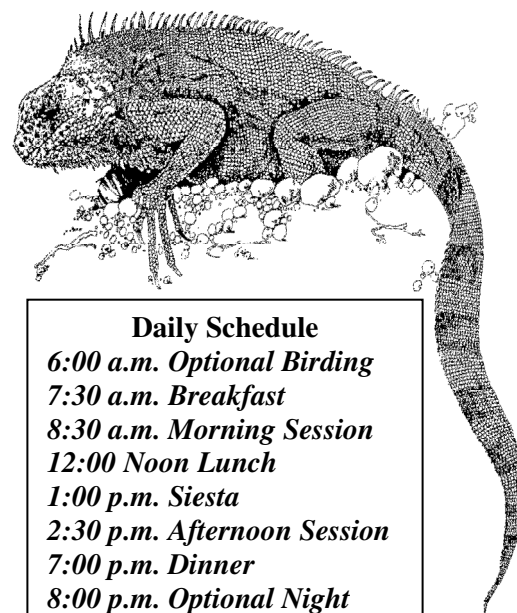 Daily Schedule
6:00 a.m. Optional Birding
7:30 a.m. Breakfast
8:30 a.m. Morning Session
12:00 Noon Lunch
1:00 p.m. Siesta
2:30 p.m. Afternoon Session
7:00 p.m. Dinner
8:00 p.m. Optional Night